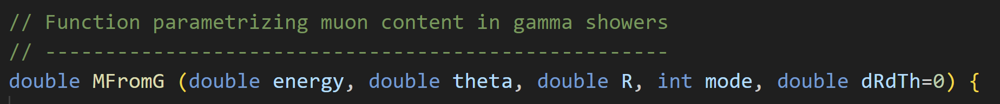 // Function parametrizing muon content in gamma showers
// ----------------------------------------------------
double MFromG (double energy, double theta, double R, int mode, double dRdTh=0) {